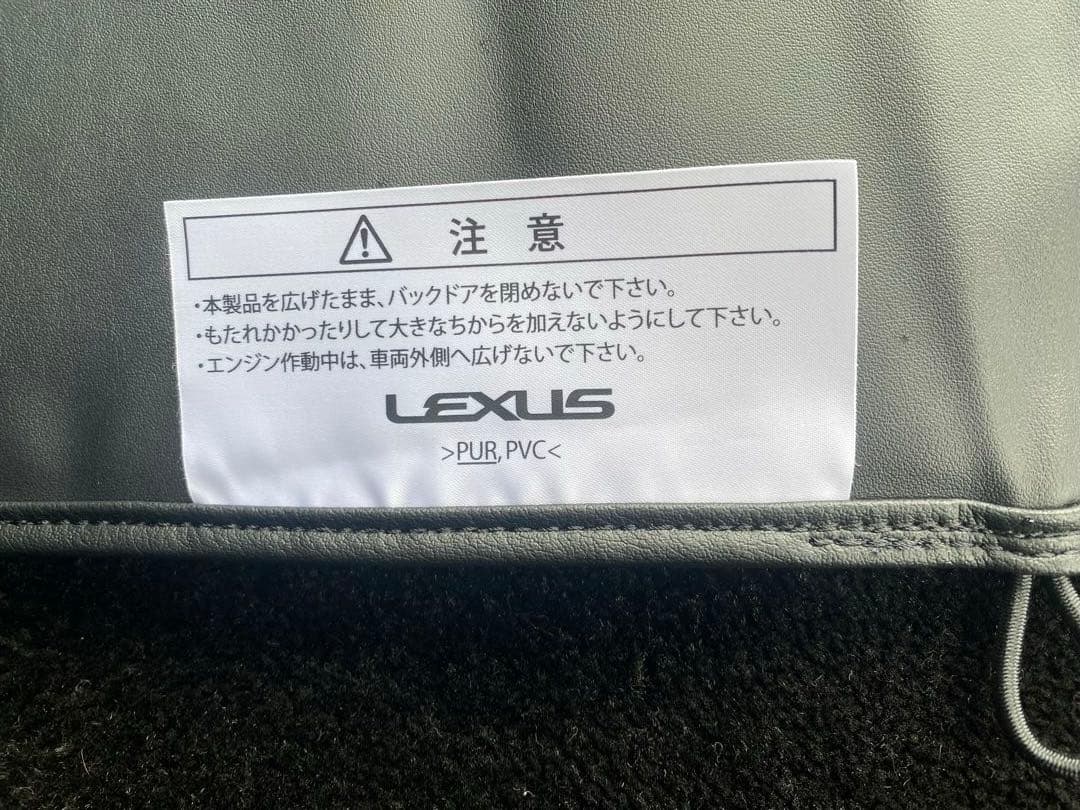 注意
・本製品を広げたまま、バックドアを閉めないで下さい。
・もたれかかったりして大きなちからを加えないようにして下さい。
・エンジン作動中は、車両外側へ広げないで下さい。
LEXUS
>PUR, PVC<